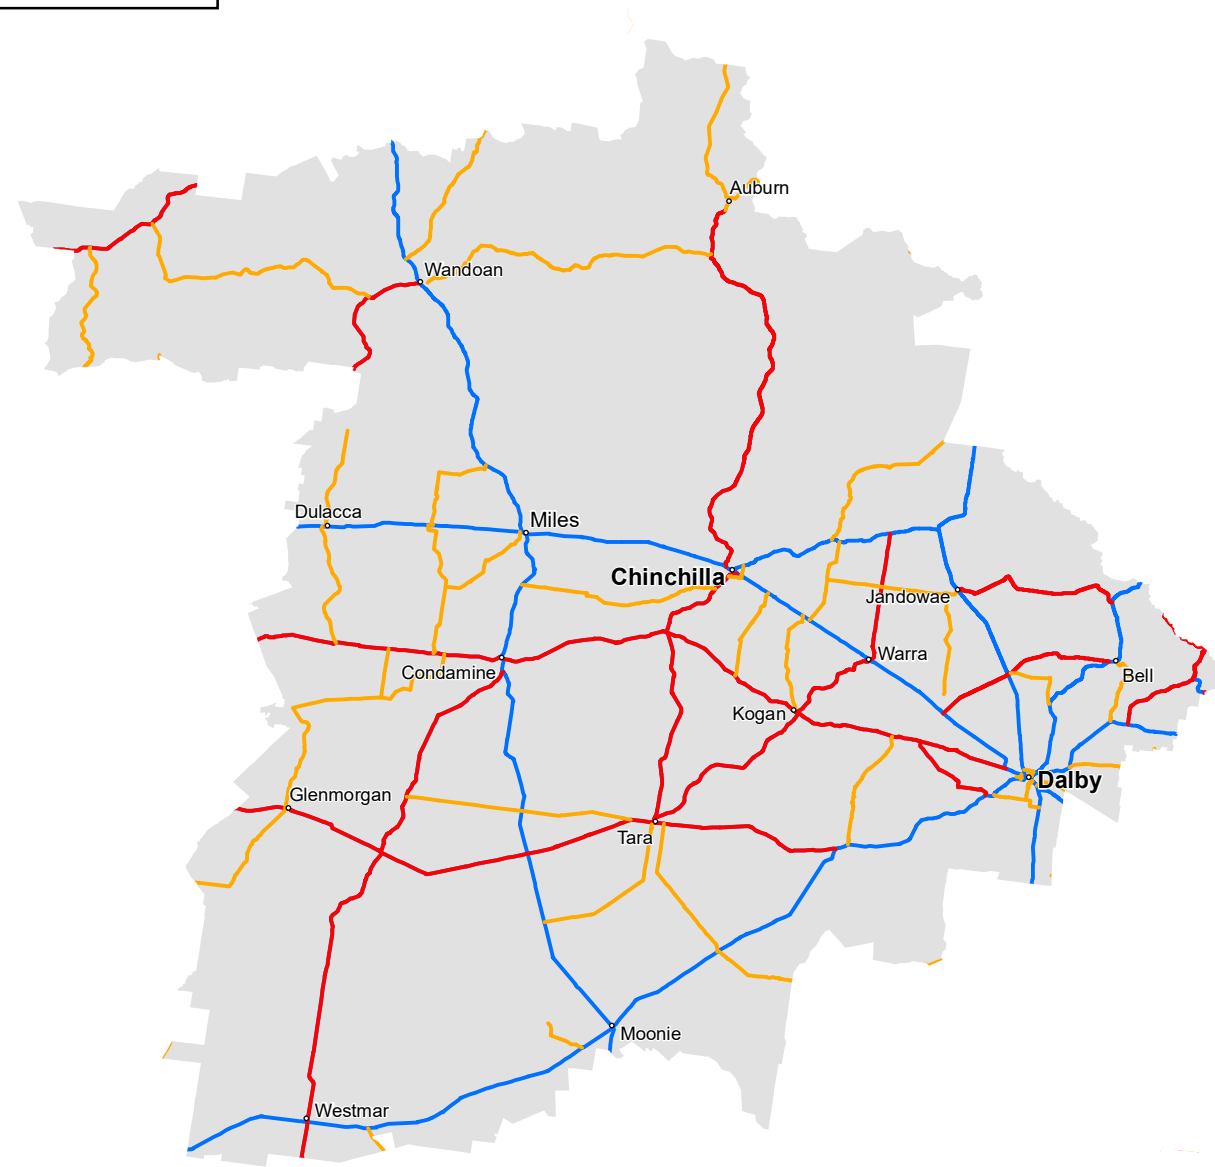 Auburn
Wandoan
Dulacca
Miles
Chinchilla
Jandowae
Condamine
Warra
Bell
Kogan
Dalby
Glenmorgan
Tara
Moonie
Westmar